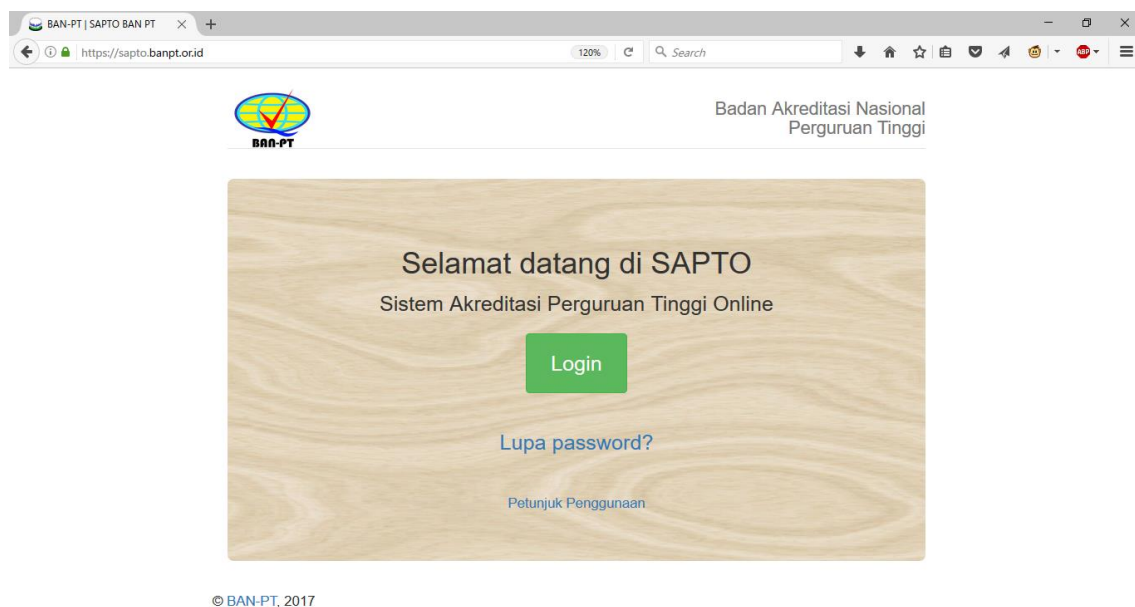 BAN-PT | SAPTO BAN PT
https://sapto.banpt.or.id
120%
Search
ABP
BAN-PT
Badan Akreditasi Nasional
Perguruan Tinggi
Selamat datang di SAPTO
Sistem Akreditasi Perguruan Tinggi Online
Login
Lupa password?
Petunjuk Penggunaan
© BAN-PT, 2017